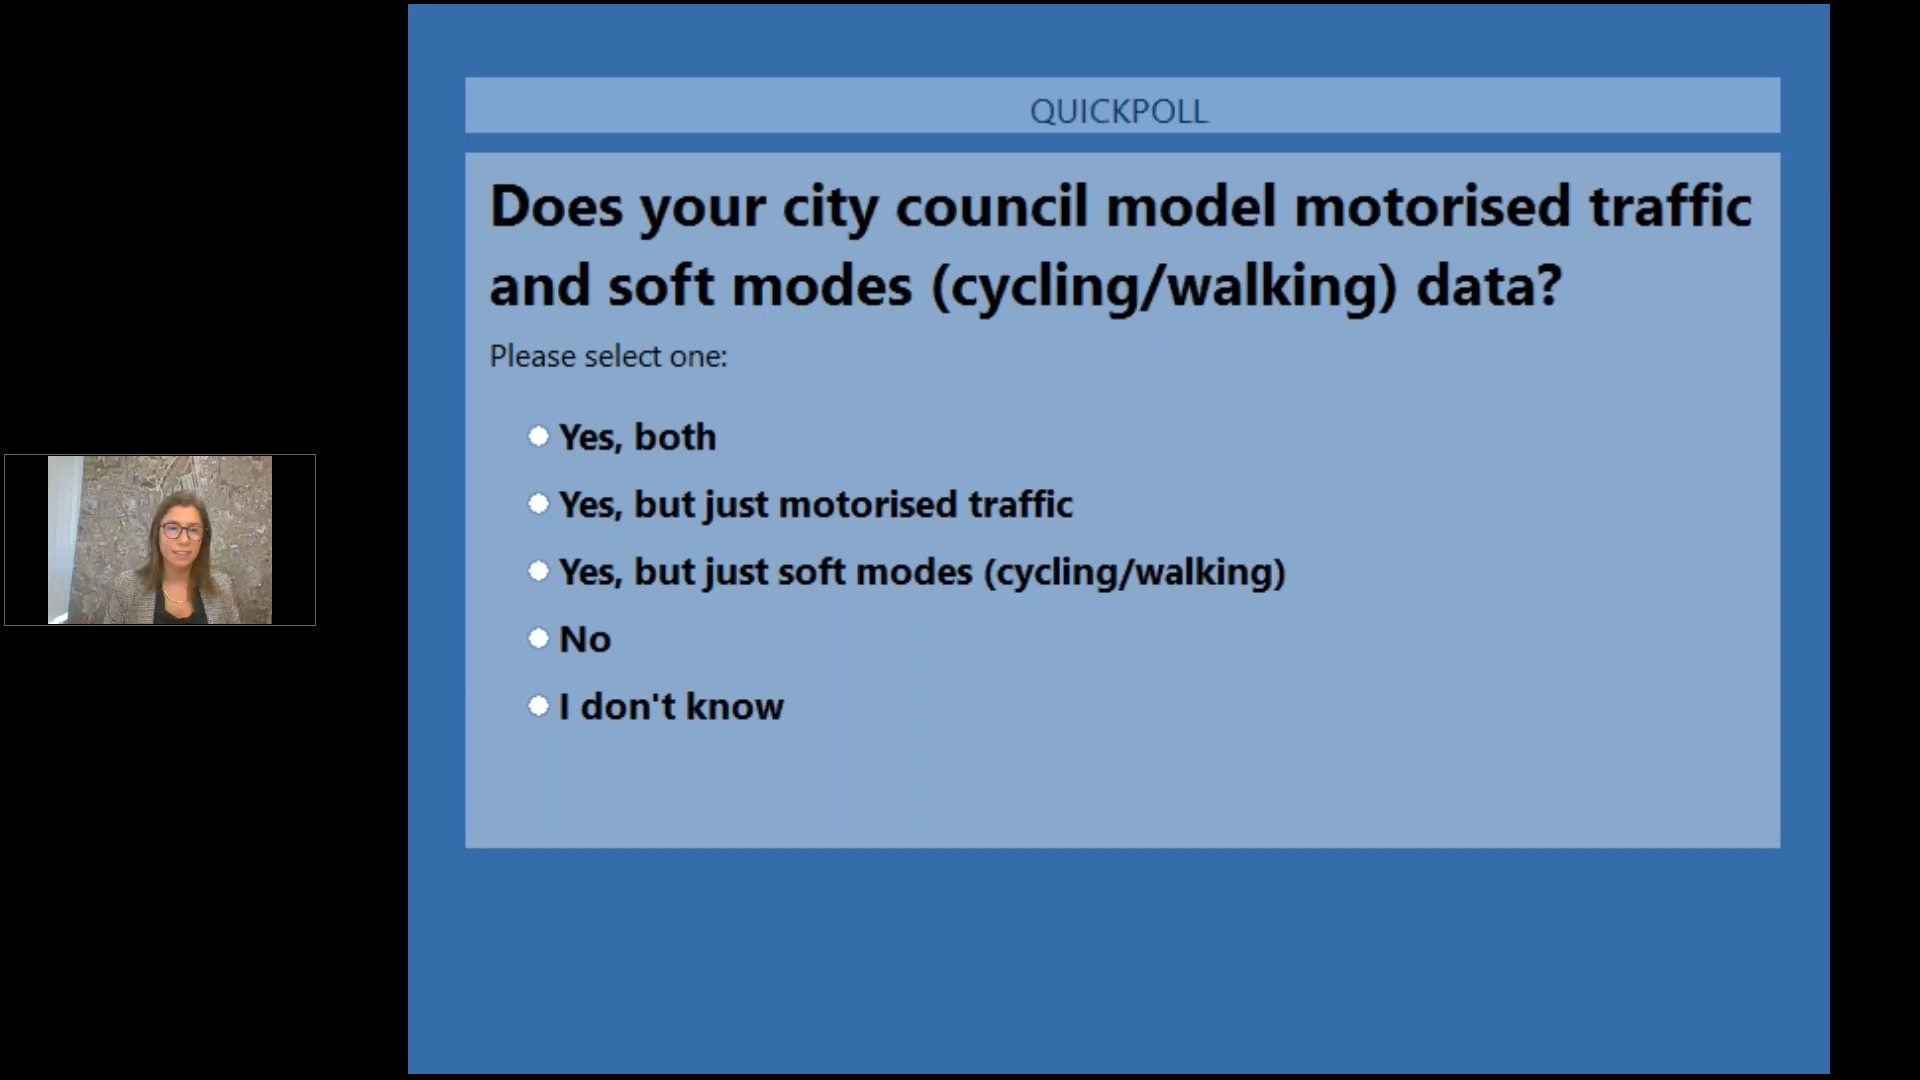 QUICKPOLL
Does your city council model motorised traffic
and soft modes (cycling/walking) data?
Please select one:
Yes, both
Yes, but just motorised traffic
Yes, but just soft modes (cycling/walking)
No
I don't know